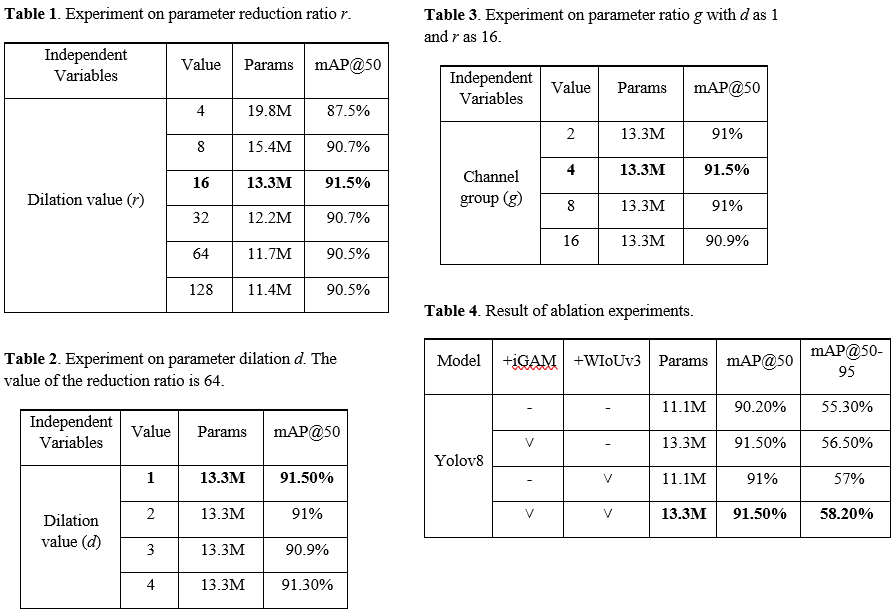 Table 1. Experiment on parameter reduction ratio r.
Independent Variables Value Params mAP@50
Dilation value (r)
4 19.8M 87.5%
8 15.4M 90.7%
16 13.3M 91.5%
32 12.2M 90.7%
64 11.7M 90.5%
128 11.4M 90.5%
Table 2. Experiment on parameter dilation d. The
value of the reduction ratio is 64.
Independent Variables Value Params mAP@50
Dilation value (d)
1 13.3M 91.50%
2 13.3M 91%
3 13.3M 90.9%
4 13.3M 91.30%
Table 3. Experiment on parameter ratio g with d as 1
and r as 16.
Independent Variables Value Params mAP@50
Channel group (g)
2 13.3M 91%
4 13.3M 91.5%
8 13.3M 91%
16 13.3M 90.9%
Table 4. Result of ablation experiments.
Model +iGAM +WIoUv3 Params mAP@50 mAP@50-95
Yolov8
- - 11.1M 90.20% 55.30%
V - 13.3M 91.50% 56.50%
- V 11.1M 91% 57%
V V 13.3M 91.50% 58.20%